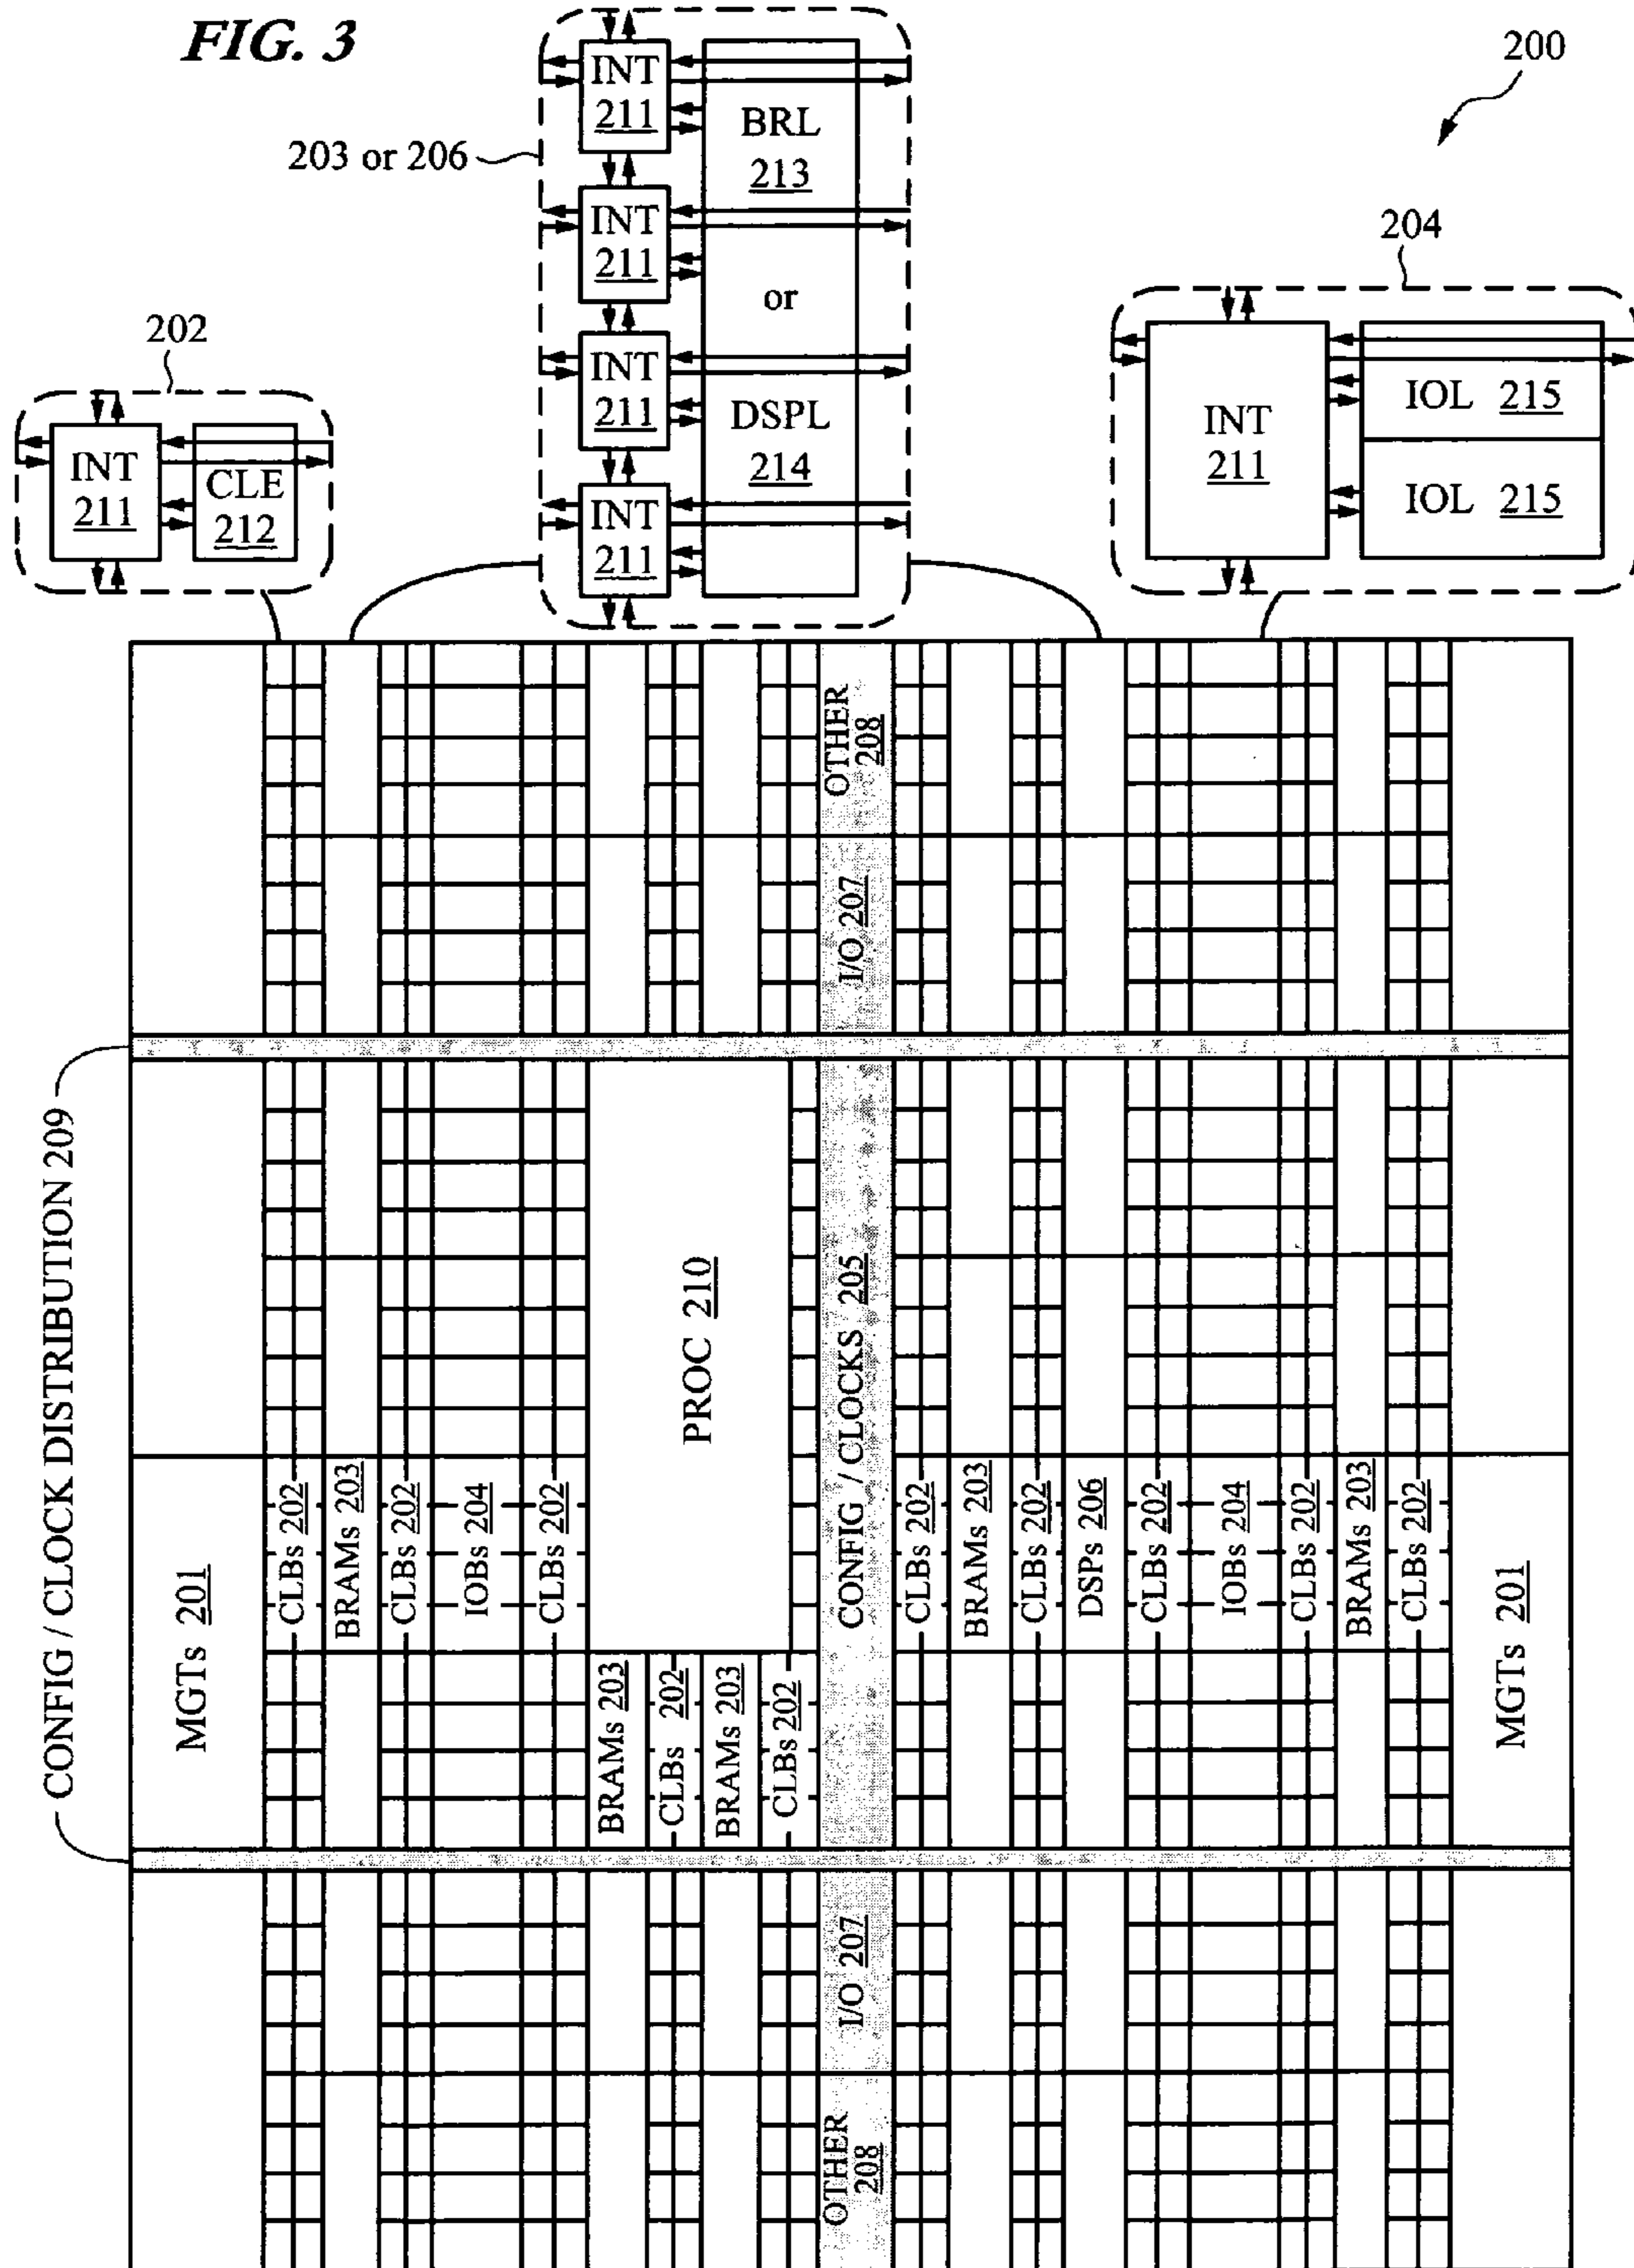 FIG. 3
200
203 or 206
INT
211
INT
211
INT
211
INT
211
BRL
213
or
DSPL
214
204
INT
211
IOL 215
IOL 215
202
INT
211
CLE
212
OTHER
208
I/O 207
CONFIG / CLOCK DISTRIBUTION 209
PROC 210
CONFIG / CLOCKS 205
MGTs 201
CLBs 202
BRAMs 203
CLBs 202
IOBs 204
CLBs 202
BRAMs 203
CLBs 202
BRAMs 203
CLBs 202
CLBs 202
BRAMs 203
CLBs 202
DSPs 206
CLBs 202
IOBs 204
CLBs 202
BRAMs 203
CLBs 202
MGTs 201
I/O 207
OTHER
208